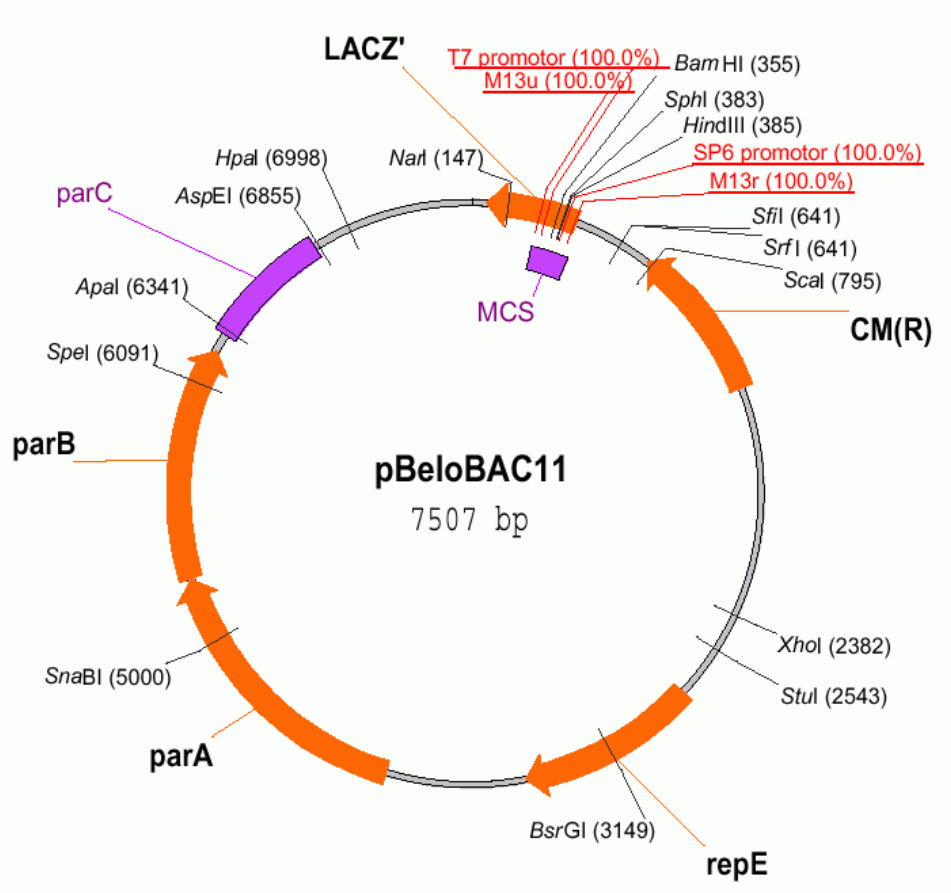 LACZ'
T7 promotor (100.0%)
M13u (100.0%)
BamHI (355)
SphI (383)
HindIII (385)
SP6 promotor (100.0%)
M13r (100.0%)
HpaI (6998)
NarI (147)
parC
AspEI (6855)
SfiI (641)
SrfI (641)
ScaI (795)
ApaI (6341)
MCS
CM(R)
SpeI (6091)
parB
pBeloBAC11
7507 bp
SnaBI (5000)
XhoI (2382)
StuI (2543)
parA
BsrGI (3149)
repE